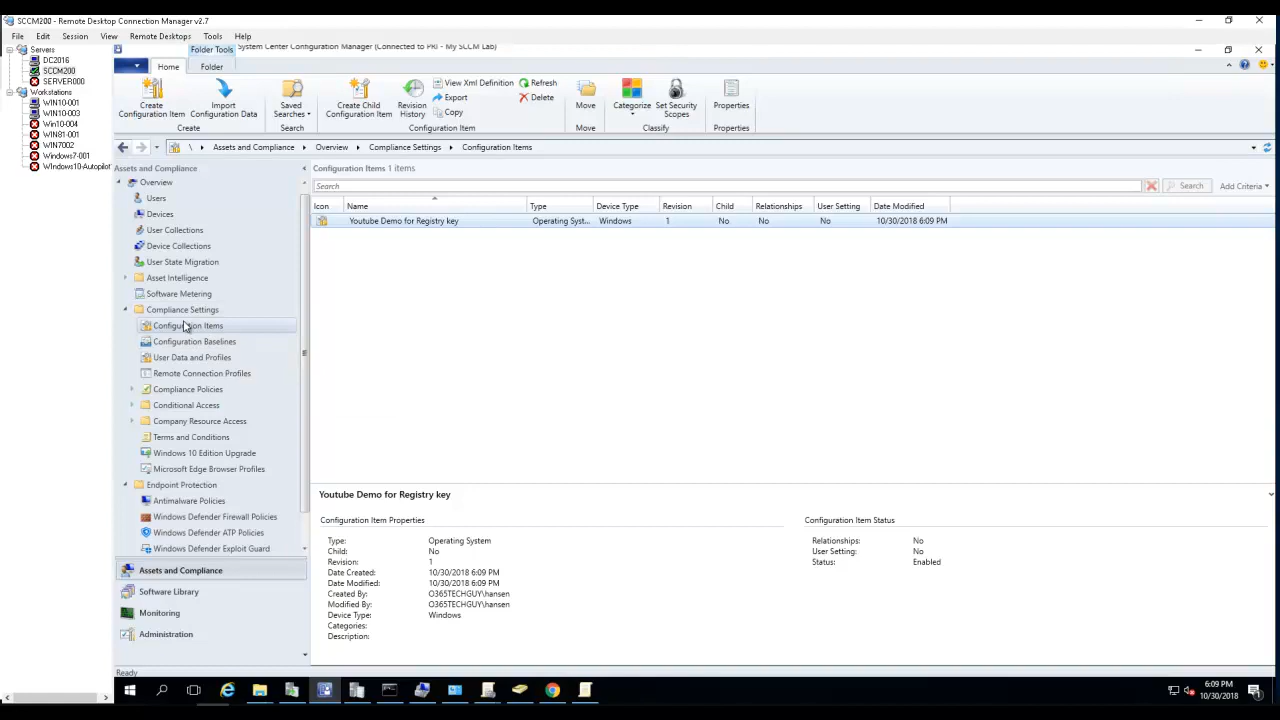 SCCM200 - Remote Desktop Connection Manager v2.7
File Edit Session View Remote Desktops Tools Help
Servers
DC2016
SCCM200
SERVER000
Workstations
WIN10-001
WIN10-003
Win10-004
WIN81-001
WIN7002
Windows7-001
Windows10-Autopilot
Folder Tools
System Center Configuration Manager (Connected to PRI - My SCCM Lab)
Home Folder
Create Configuration Item
Import Configuration Data
Create
Saved Searches
Search
Create Child Configuration Item
Revision History
View Xml Definition
Export
Copy
Refresh
Delete
Configuration Item
Move
Move
Categorize
Set Security Scopes
Classify
Properties
Properties
\ Assets and Compliance Overview Compliance Settings Configuration Items
Assets and Compliance
Overview
Users
Devices
User Collections
Device Collections
User State Migration
Asset Intelligence
Software Metering
Compliance Settings
Configuration Items
Configuration Baselines
User Data and Profiles
Remote Connection Profiles
Compliance Policies
Conditional Access
Company Resource Access
Terms and Conditions
Windows 10 Edition Upgrade
Microsoft Edge Browser Profiles
Endpoint Protection
Antimalware Policies
Windows Defender Firewall Policies
Windows Defender ATP Policies
Windows Defender Exploit Guard
Assets and Compliance
Software Library
Monitoring
Administration
Configuration Items 1 items
Search Search Add Criteria
Icon Name Type Device Type Revision Child Relationships User Setting Date Modified
Youtube Demo for Registry key Operating Syst... Windows 1 No No No 10/30/2018 6:09 PM
Youtube Demo for Registry key
Configuration Item Properties
Type: Operating System
Child: No
Revision: 1
Date Created: 10/30/2018 6:09 PM
Date Modified: 10/30/2018 6:09 PM
Created By: O365TECHGUY\hansen
Modified By: O365TECHGUY\hansen
Device Type: Windows
Categories:
Description:
Configuration Item Status
Relationships: No
User Setting: No
Status: Enabled
Ready
6:09 PM
10/30/2018